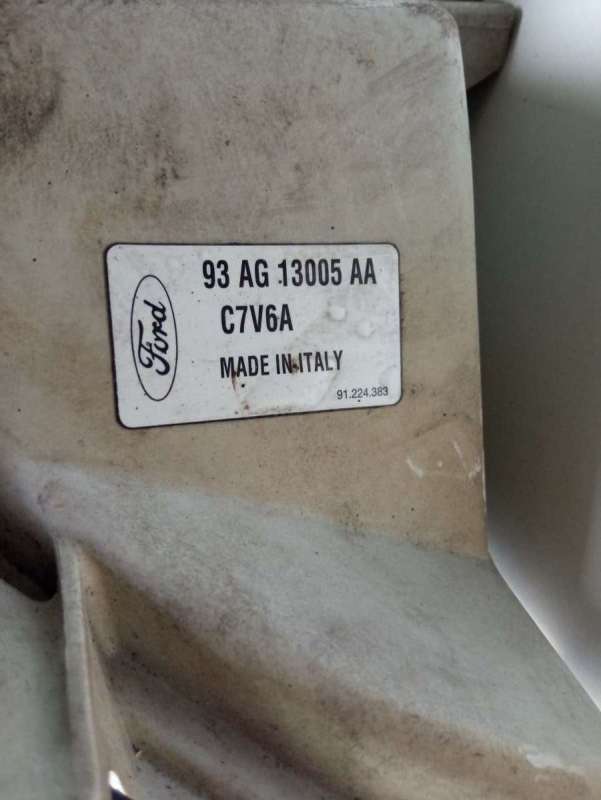 Ford
93 AG 13005 AA
C7V6A
MADE IN ITALY
91.224.383